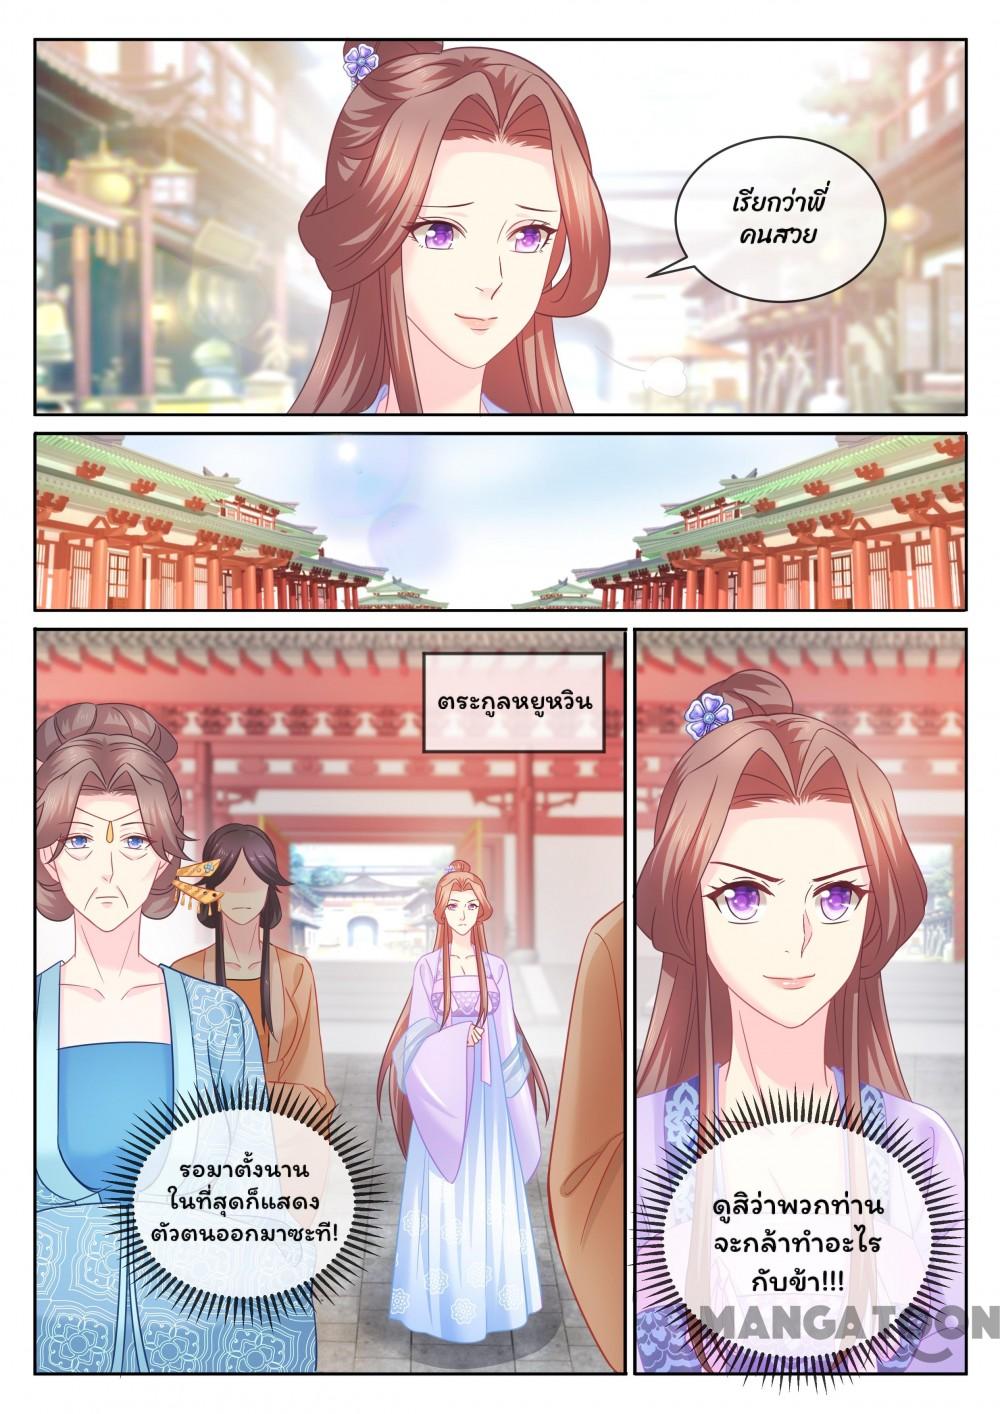 เรียกว่าพี่
คนสวย
ตระกูลหยูหวิน
รอมาตั้งนาน
ในที่สุดก็แสดง
ตัวตนออกมาซะที!
ดูสิว่าพวกท่าน
จะกล้าทำอะไร
กับข้า!!!
MANGATOON